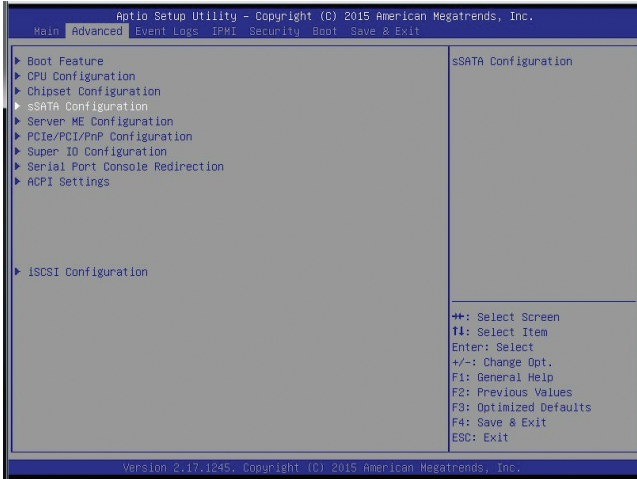 Aptio Setup Utility – Copyright (C) 2015 American Megatrends, Inc.
Main Advanced Event Logs IPMI Security Boot Save & Exit
▶ Boot Feature
▶ CPU Configuration
▶ Chipset Configuration
▶ sSATA Configuration
▶ Server ME Configuration
▶ PCIe/PCI/PnP Configuration
▶ Super IO Configuration
▶ Serial Port Console Redirection
▶ ACPI Settings
▶ iSCSI Configuration
sSATA Configuration
→←: Select Screen
↑↓: Select Item
Enter: Select
+/-: Change Opt.
F1: General Help
F2: Previous Values
F3: Optimized Defaults
F4: Save & Exit
ESC: Exit
Version 2.17.1245. Copyright (C) 2015 American Megatrends, Inc.